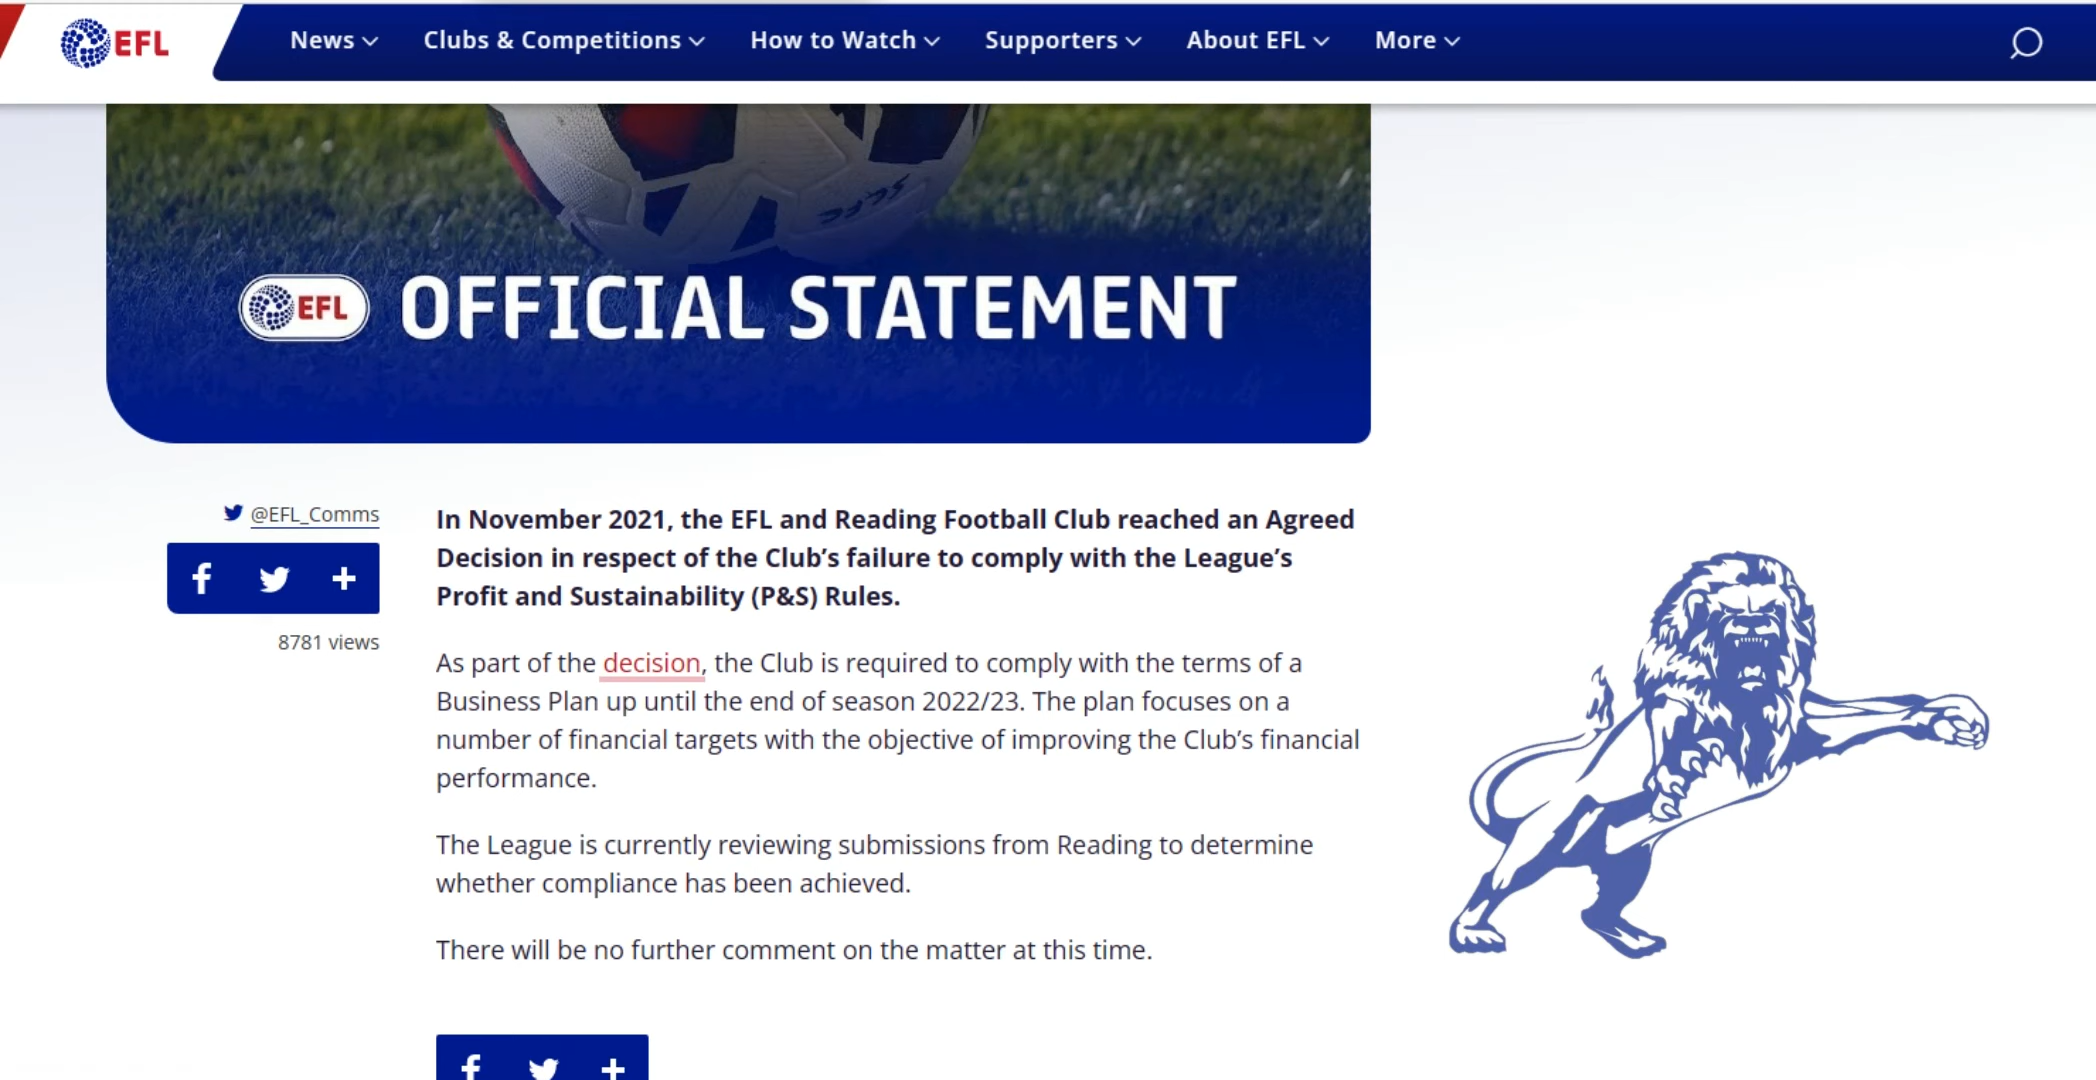 EFL
News
Clubs & Competitions
How to Watch
Supporters
About EFL
More
EFL OFFICIAL STATEMENT
@EFL_Comms
8781 views
In November 2021, the EFL and Reading Football Club reached an Agreed
Decision in respect of the Club’s failure to comply with the League’s
Profit and Sustainability (P&S) Rules.
As part of the decision, the Club is required to comply with the terms of a
Business Plan up until the end of season 2022/23. The plan focuses on a
number of financial targets with the objective of improving the Club’s financial
performance.
The League is currently reviewing submissions from Reading to determine
whether compliance has been achieved.
There will be no further comment on the matter at this time.